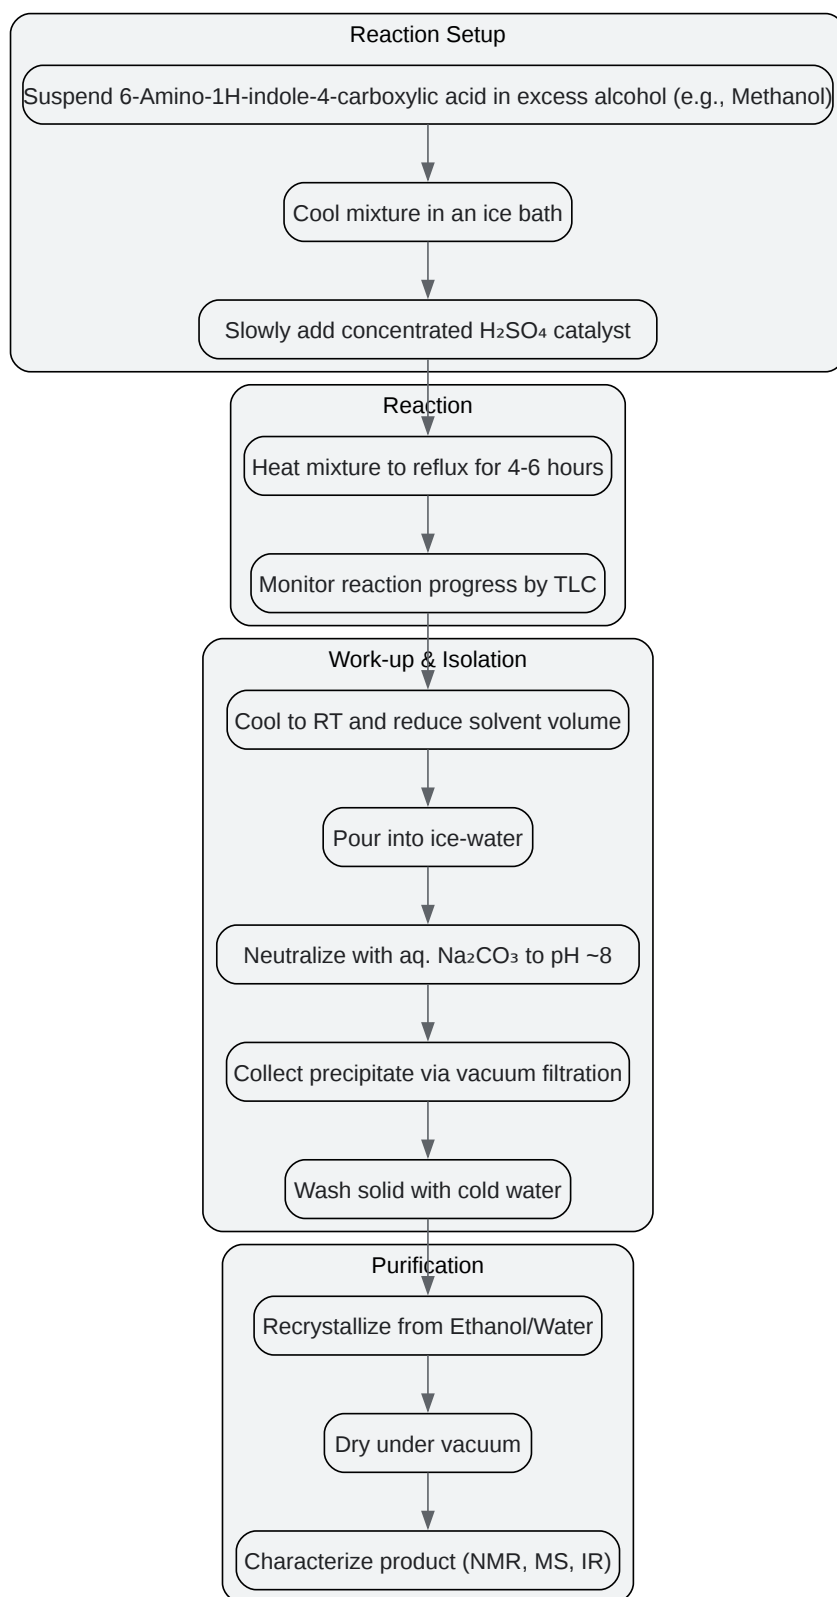 Reaction Setup
Suspend 6-Amino-1H-indole-4-carboxylic acid in excess alcohol (e.g., Methanol)
Cool mixture in an ice bath
Slowly add concentrated H₂SO₄ catalyst
Reaction
Heat mixture to reflux for 4-6 hours
Monitor reaction progress by TLC
Work-up & Isolation
Cool to RT and reduce solvent volume
Pour into ice-water
Neutralize with aq. Na₂CO₃ to pH ~8
Collect precipitate via vacuum filtration
Wash solid with cold water
Purification
Recrystallize from Ethanol/Water
Dry under vacuum
Characterize product (NMR, MS, IR)